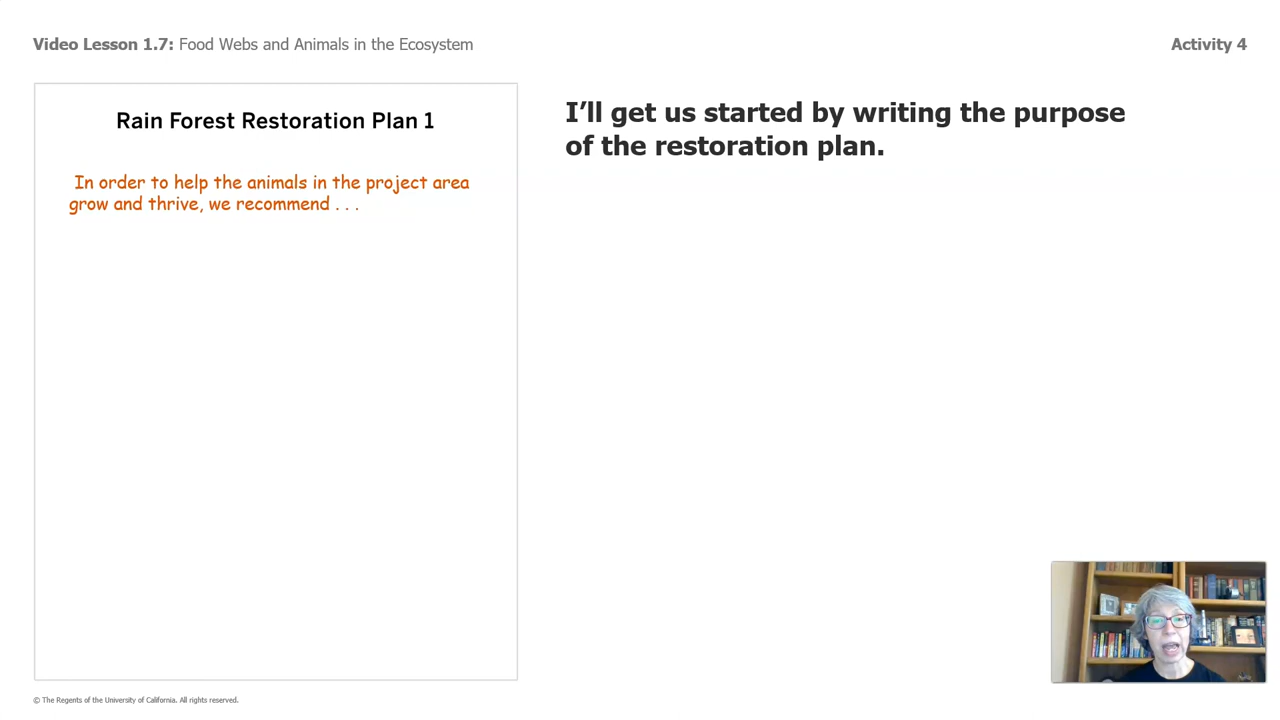 Video Lesson 1.7: Food Webs and Animals in the Ecosystem
Activity 4
Rain Forest Restoration Plan 1
In order to help the animals in the project area
grow and thrive, we recommend . . .
I’ll get us started by writing the purpose
of the restoration plan.
© The Regents of the University of California. All rights reserved.